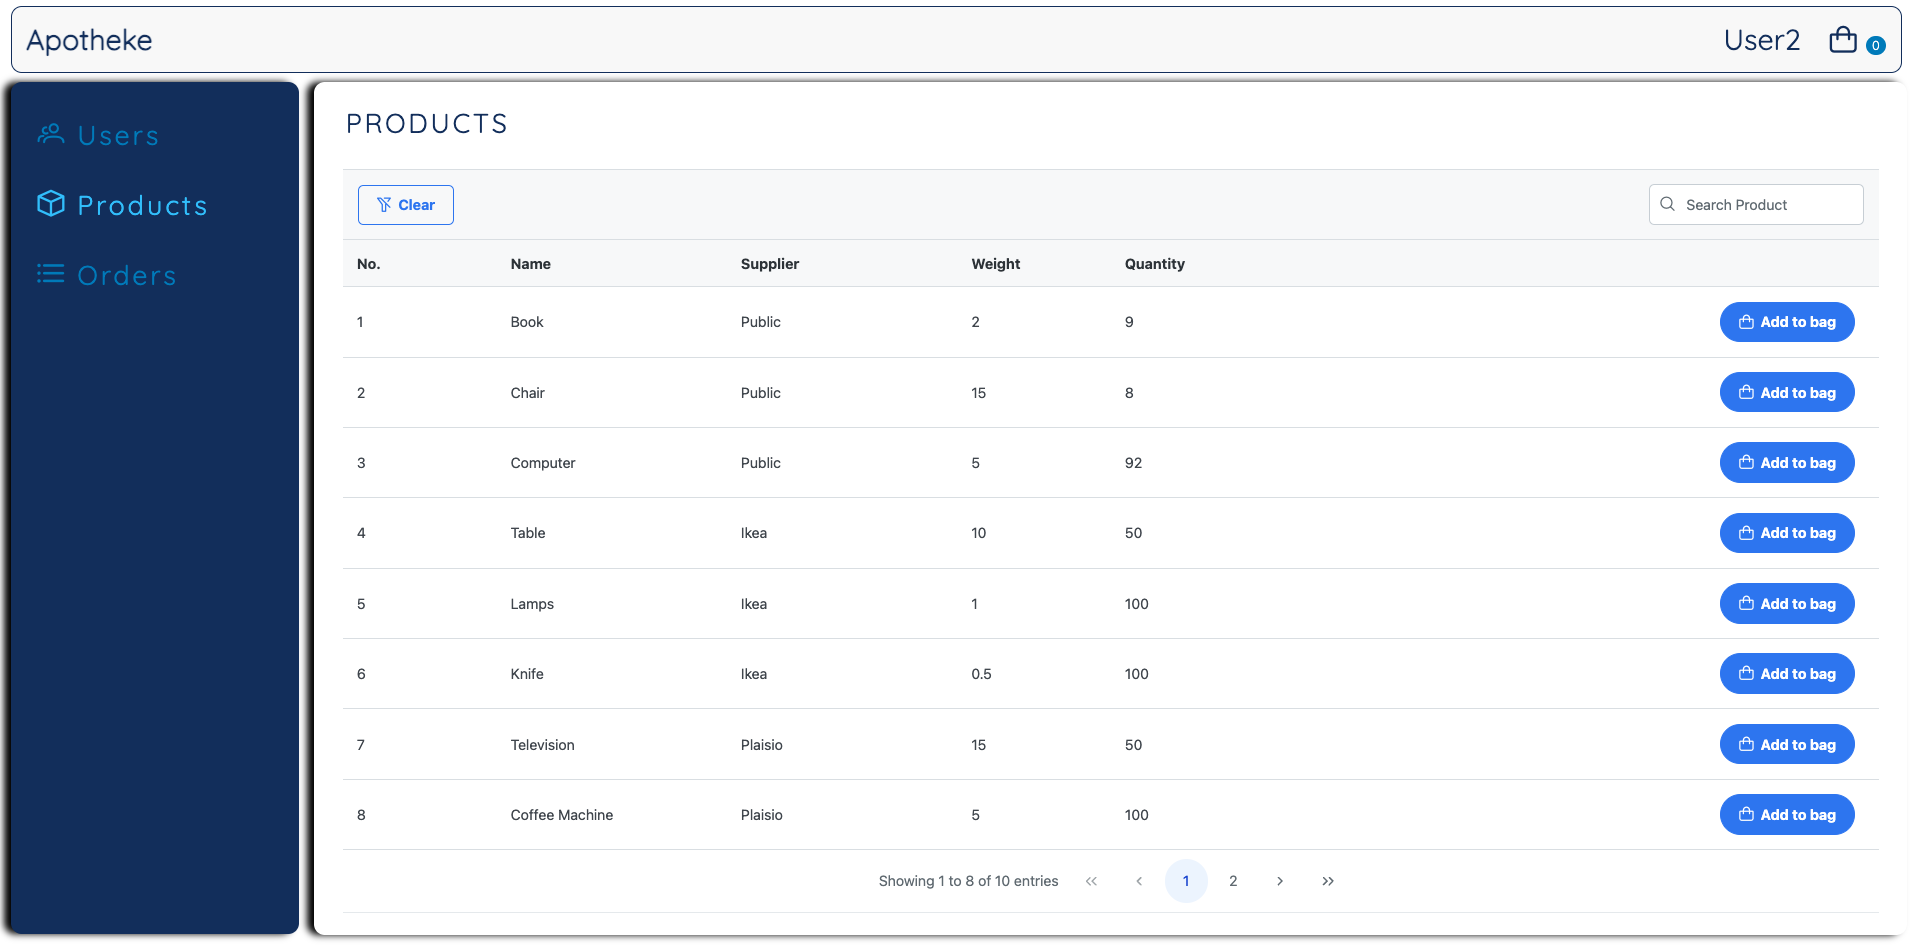 Apotheke
User2 0
Users
Products
Orders
PRODUCTS
Clear
Search Product
No. Name Supplier Weight Quantity
1 Book Public 2 9 Add to bag
2 Chair Public 15 8 Add to bag
3 Computer Public 5 92 Add to bag
4 Table Ikea 10 50 Add to bag
5 Lamps Ikea 1 100 Add to bag
6 Knife Ikea 0.5 100 Add to bag
7 Television Plaisio 15 50 Add to bag
8 Coffee Machine Plaisio 5 100 Add to bag
Showing 1 to 8 of 10 entries 1 2